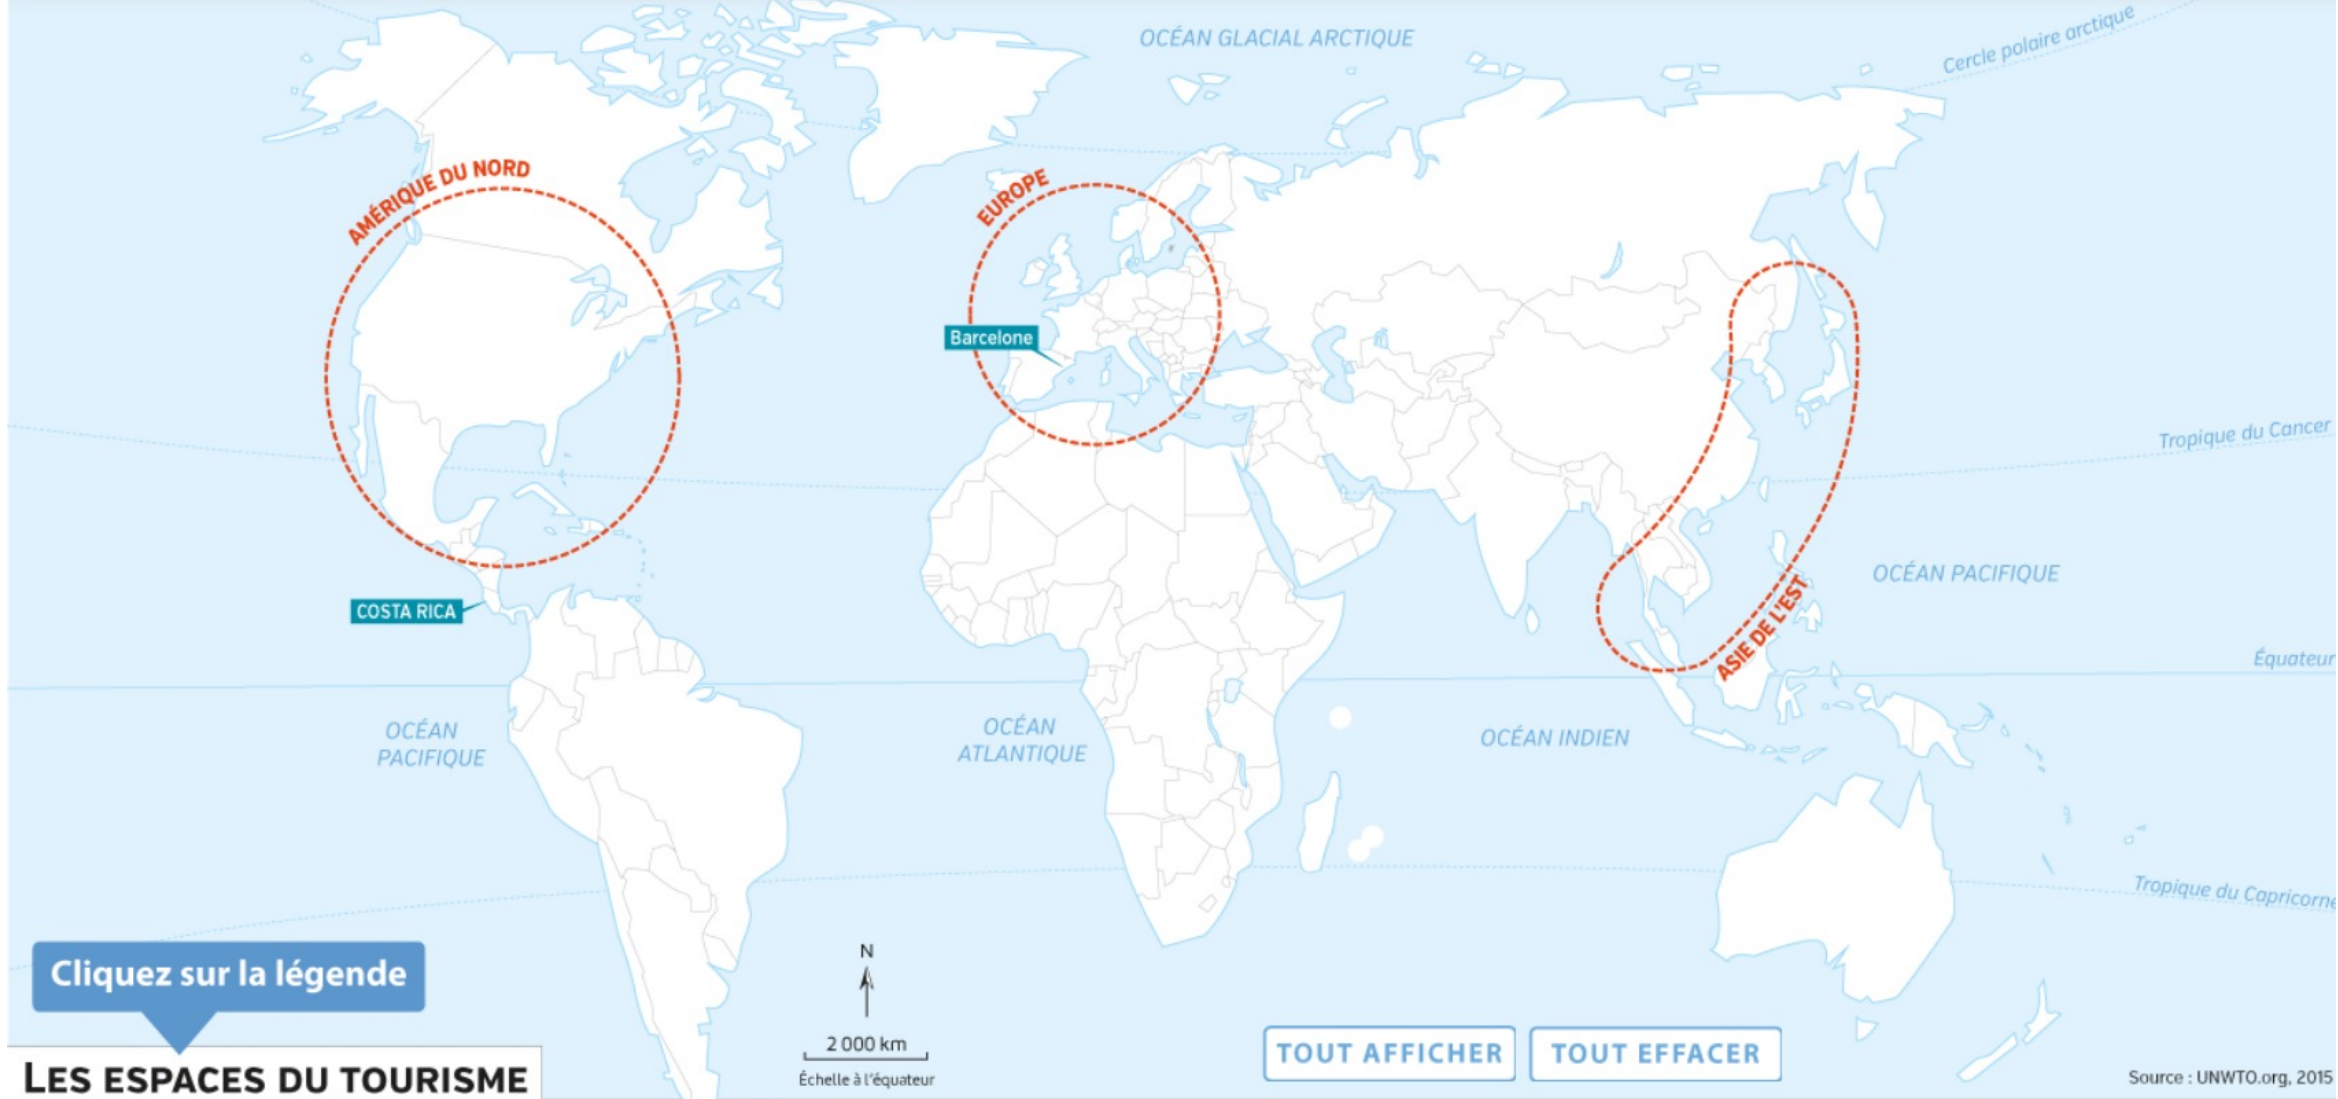 OCÉAN GLACIAL ARCTIQUE
Cercle polaire arctique
AMÉRIQUE DU NORD
EUROPE
Barcelone
Tropique du Cancer
OCÉAN PACIFIQUE
COSTA RICA
ASIE DE L'EST
Équateur
OCÉAN
PACIFIQUE
OCÉAN
ATLANTIQUE
OCÉAN INDIEN
Tropique du Capricorne
Cliquez sur la légende
N
2 000 km
Échelle à l'équateur
TOUT AFFICHER
TOUT EFFACER
LES ESPACES DU TOURISME
Source : UNWTO.org, 2015